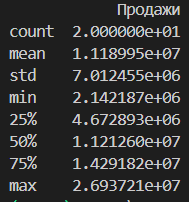 Продажи
count 2.000000e+01
mean 1.118995e+07
std 7.012455e+06
min 2.142187e+06
25% 4.672893e+06
50% 1.121260e+07
75% 1.429182e+07
max 2.693721e+07